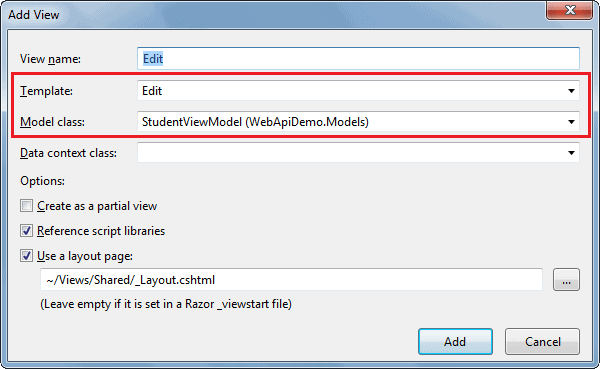 Add View
View name:
Edit
Template:
Edit
Model class:
StudentViewModel (WebApiDemo.Models)
Data context class:
Options:
Create as a partial view
Reference script libraries
Use a layout page:
~/Views/Shared/_Layout.cshtml
...
(Leave empty if it is set in a Razor _viewstart file)
Add
Cancel